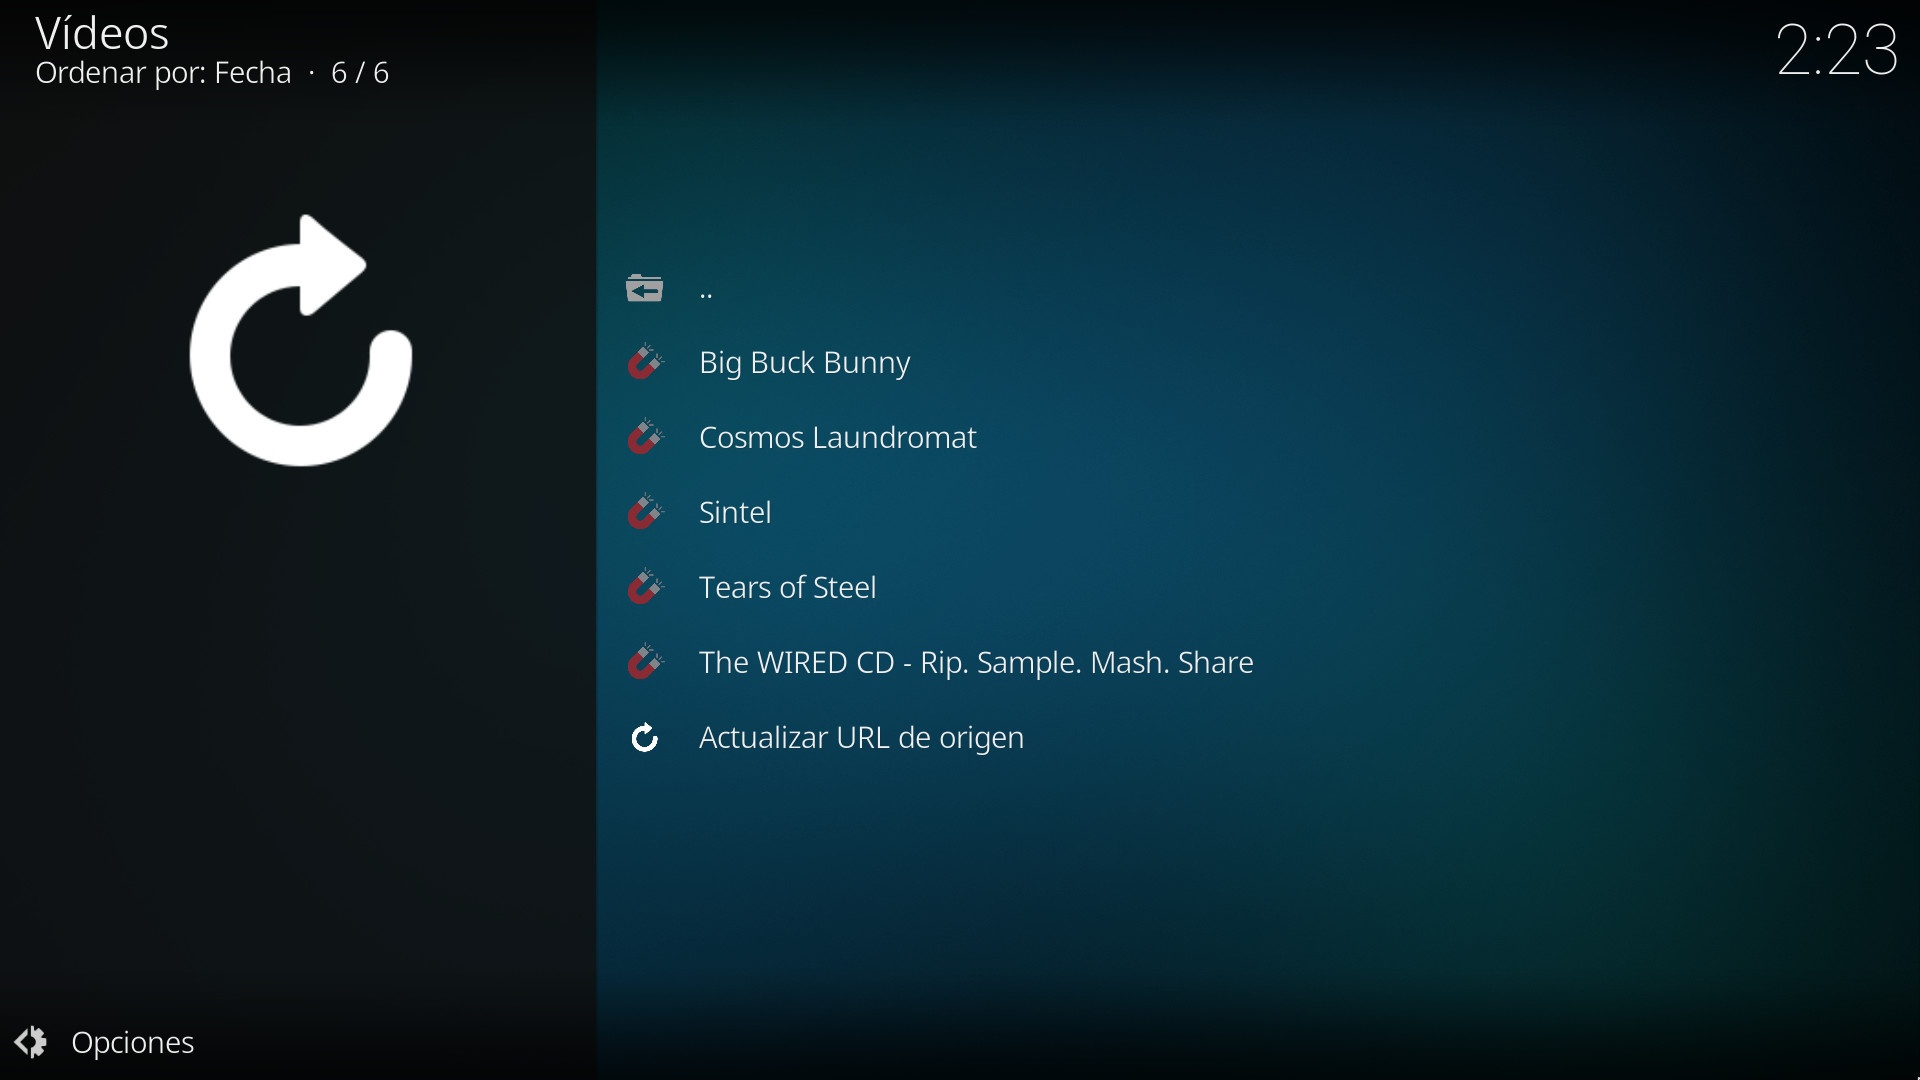 Vídeos
Ordenar por: Fecha · 6 / 6
2:23
..
Big Buck Bunny
Cosmos Laundromat
Sintel
Tears of Steel
The WIRED CD - Rip. Sample. Mash. Share
Actualizar URL de origen
Opciones